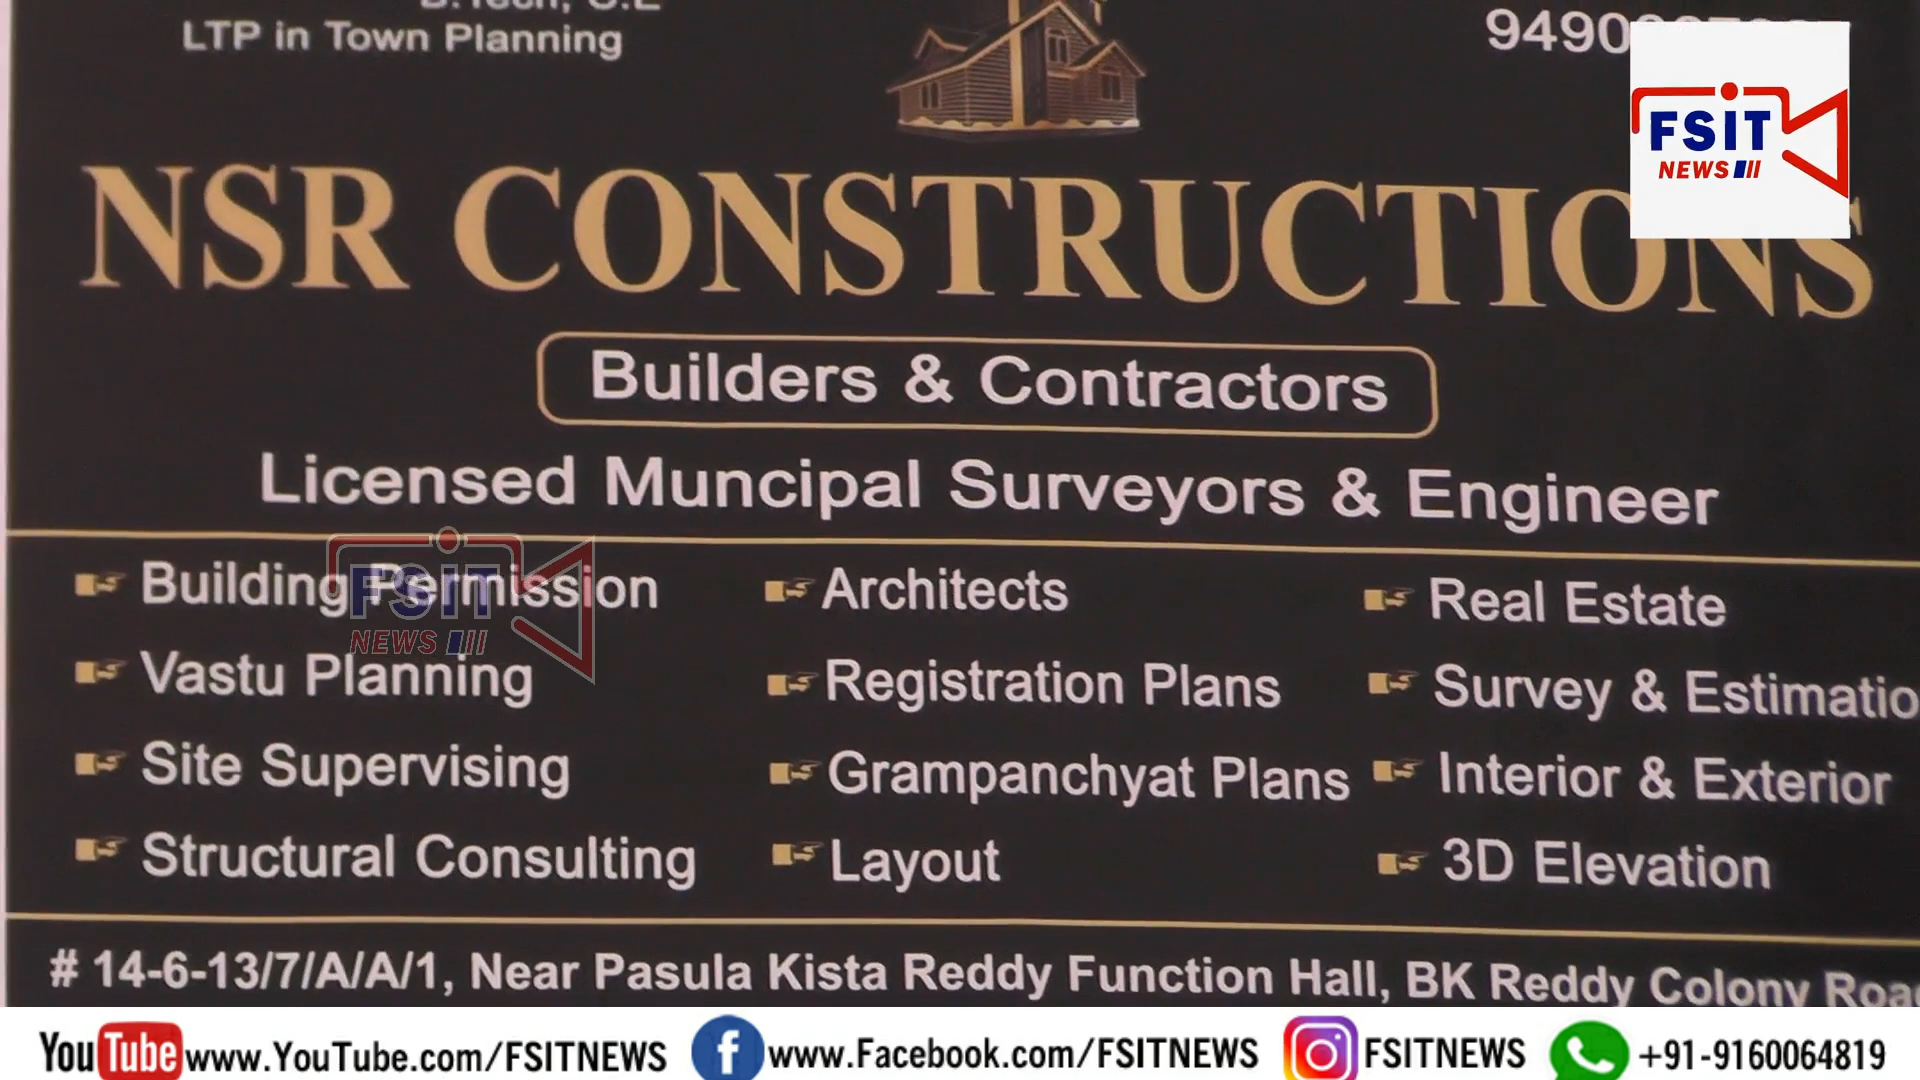 LTP in Town Planning
FSiT
NEWS
NSR CONSTRUCTIONS
Builders & Contractors
Licensed Muncipal Surveyors & Engineer
Building Permission
Architects
Real Estate
FSiT
NEWS
Vastu Planning
Registration Plans
Survey & Estimatio
Site Supervising
Grampanchyat Plans
Interior & Exterior
Structural Consulting
Layout
3D Elevation
# 14-6-13/7/A/A/1, Near Pasula Kista Reddy Function Hall, BK Reddy Colony Road
YouTube www.YouTube.com/FSITNEWS www.Facebook.com/FSITNEWS FSITNEWS +91-9160064819